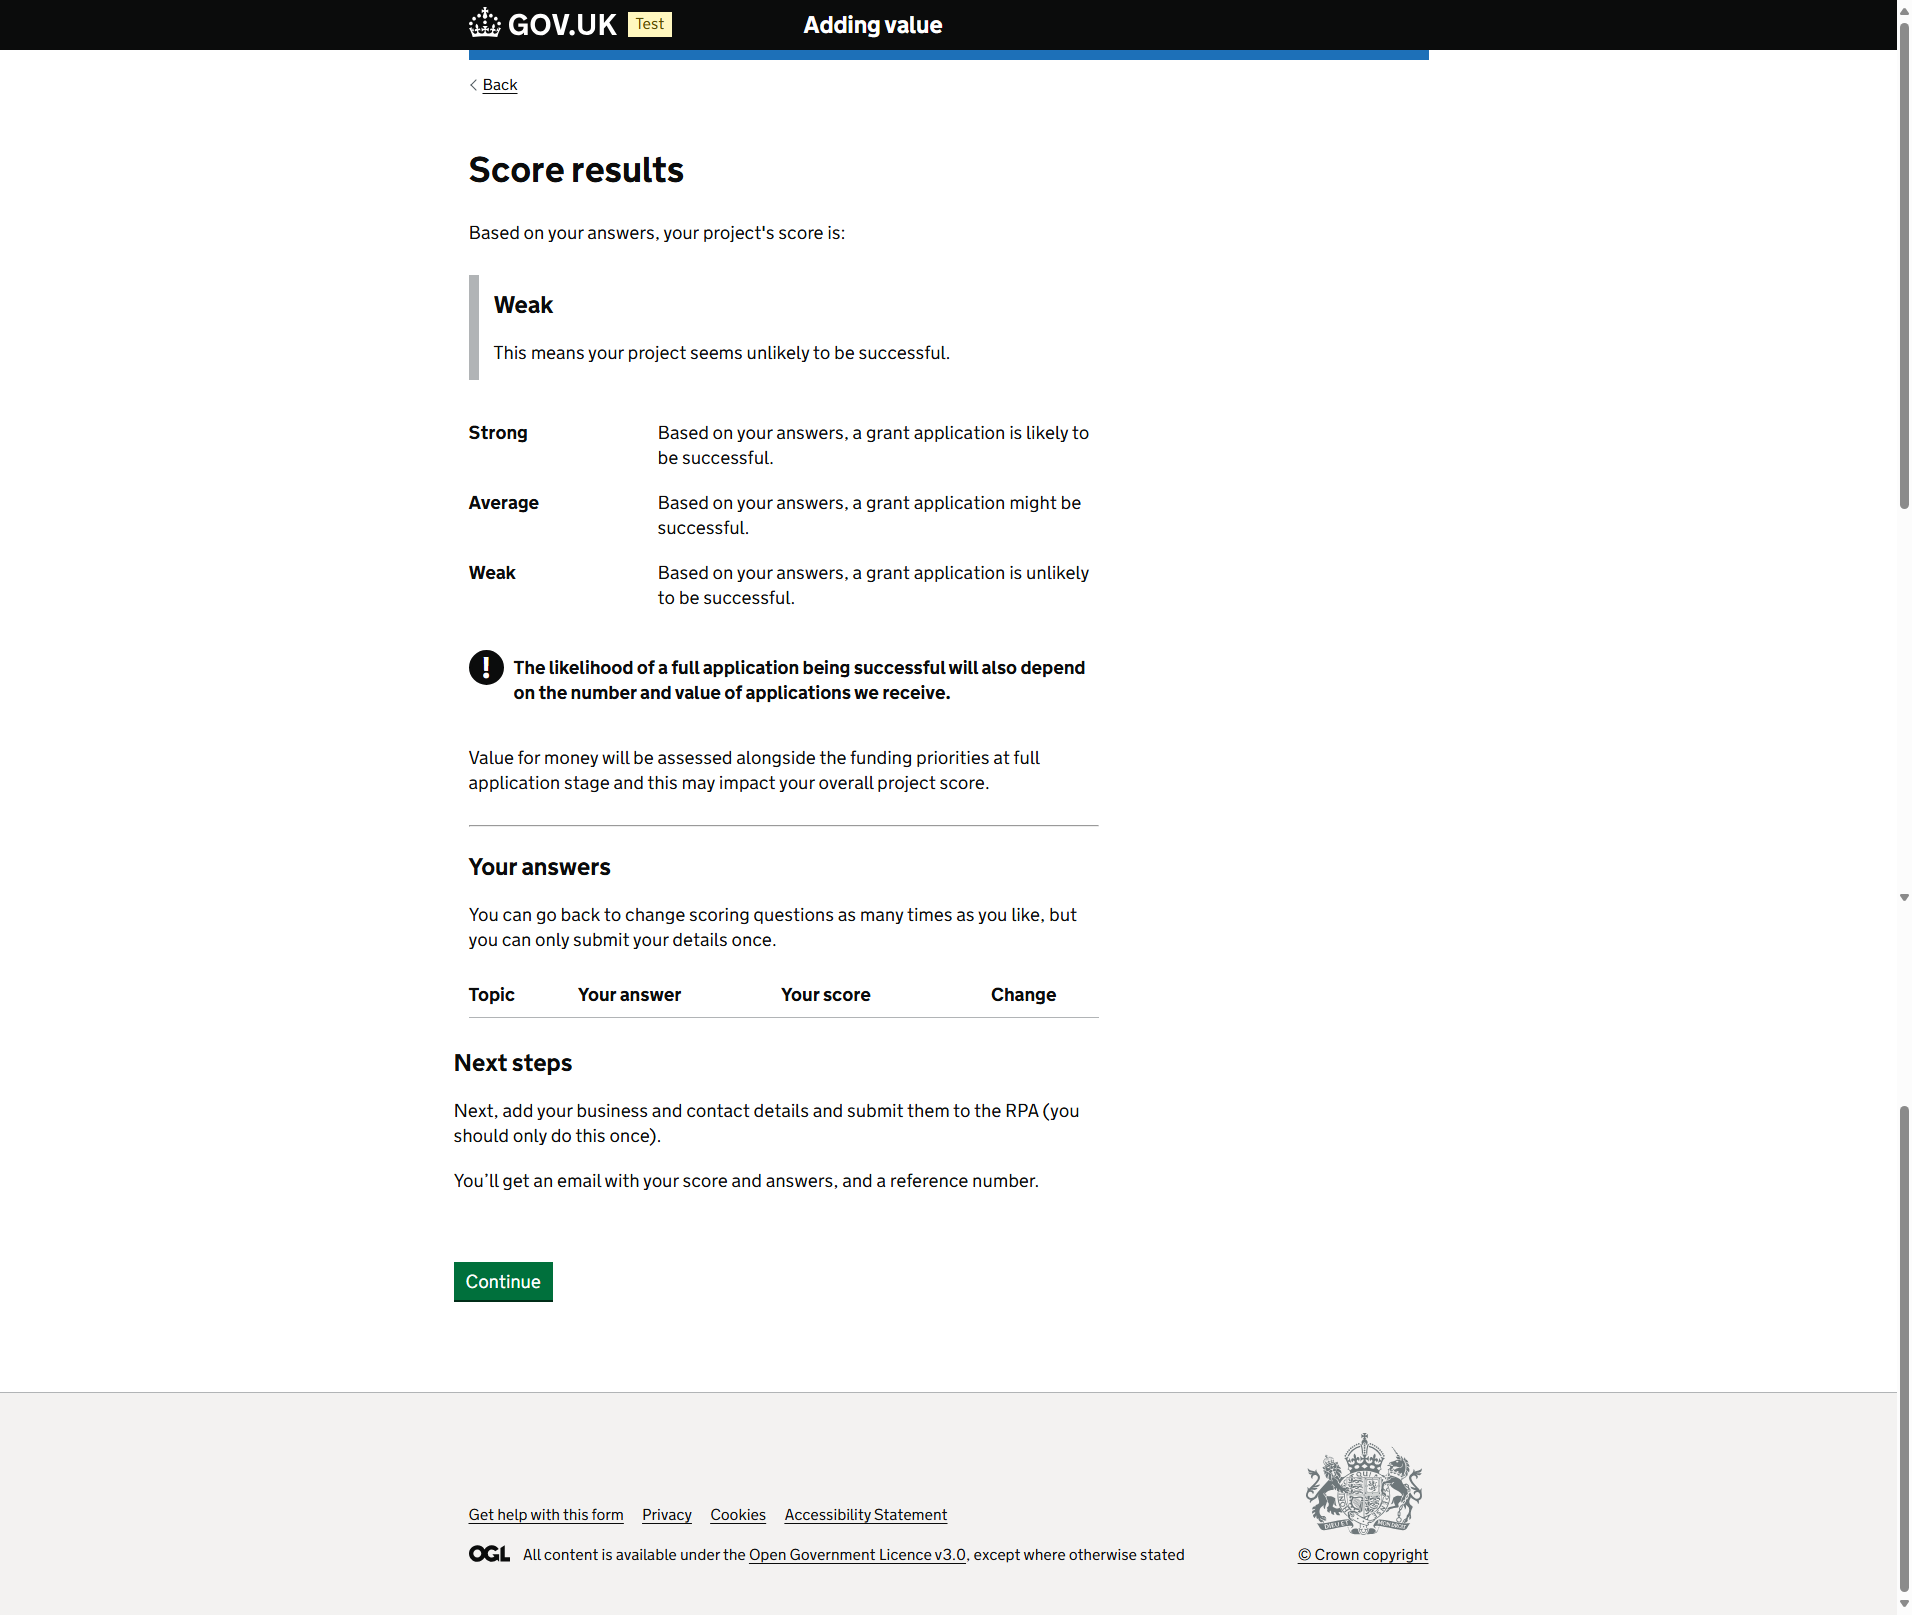 GOV.UK Test Adding value
Back
Score results
Based on your answers, your project's score is:
Weak
This means your project seems unlikely to be successful.
Strong Based on your answers, a grant application is likely to
be successful.
Average Based on your answers, a grant application might be
successful.
Weak Based on your answers, a grant application is unlikely
to be successful.
! The likelihood of a full application being successful will also depend
on the number and value of applications we receive.
Value for money will be assessed alongside the funding priorities at full
application stage and this may impact your overall project score.
Your answers
You can go back to change scoring questions as many times as you like, but
you can only submit your details once.
Topic Your answer Your score Change
Next steps
Next, add your business and contact details and submit them to the RPA (you
should only do this once).
You’ll get an email with your score and answers, and a reference number.
Continue
Get help with this form Privacy Cookies Accessibility Statement
OGL All content is available under the Open Government Licence v3.0, except where otherwise stated
© Crown copyright